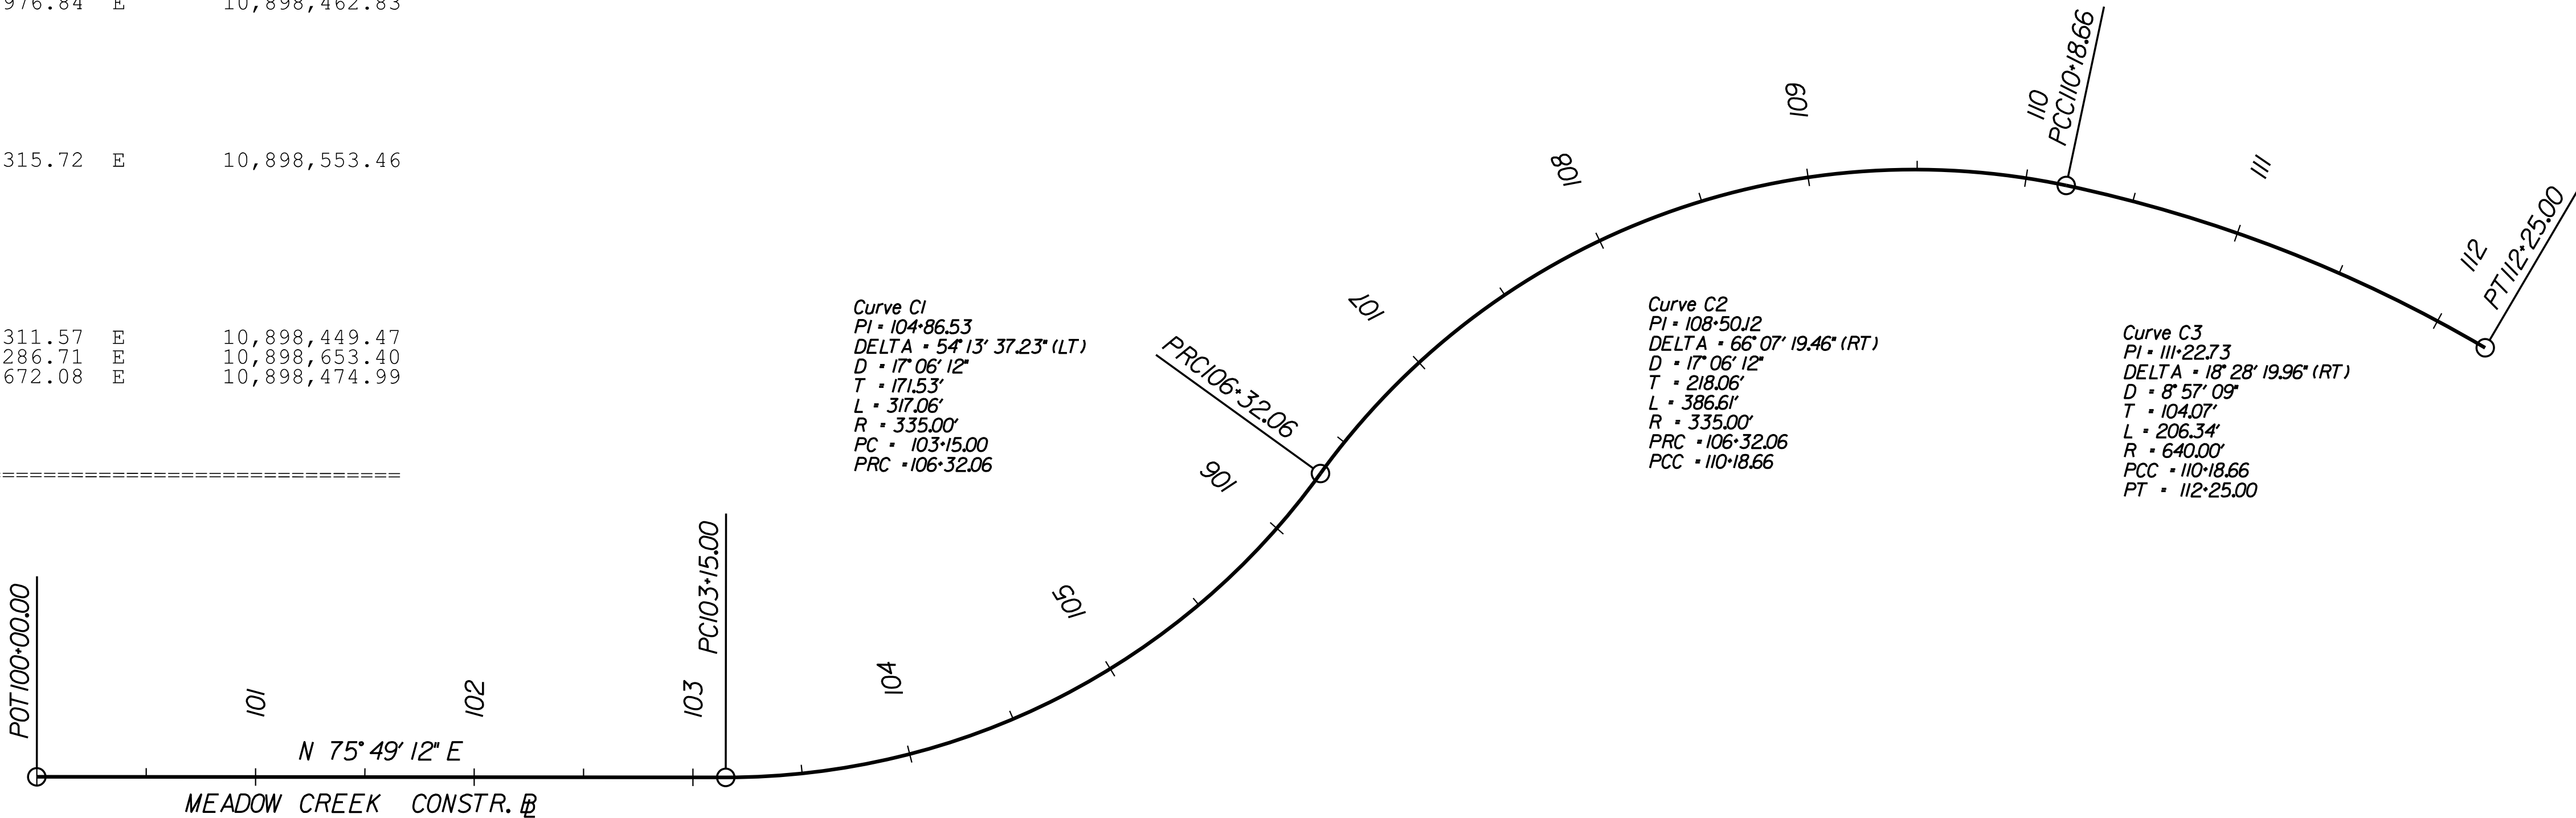 976.84 E 10,898,462.83
315.72 E 10,898,553.46
311.57 E 10,898,449.47
286.71 E 10,898,653.40
672.08 E 10,898,474.99
=============================
POT100+00.00
101
102
103
PC103+15.00
N 75° 49' 12" E
MEADOW CREEK CONSTR. BL
104
105
106
PRC106+32.06
107
108
109
110
PCC110+18.66
111
112
PT112+25.00
Curve C1
PI = 104+86.53
DELTA = 54° 13' 37.23" (LT)
D = 17° 06' 12"
T = 171.53'
L = 317.06'
R = 335.00'
PC = 103+15.00
PRC = 106+32.06
Curve C2
PI = 108+50.12
DELTA = 66° 07' 19.46" (RT)
D = 17° 06' 12"
T = 218.06'
L = 386.61'
R = 335.00'
PRC = 106+32.06
PCC = 110+18.66
Curve C3
PI = 111+22.73
DELTA = 18° 28' 19.96" (RT)
D = 8° 57' 09"
T = 104.07'
L = 206.34'
R = 640.00'
PCC = 110+18.66
PT = 112+25.00